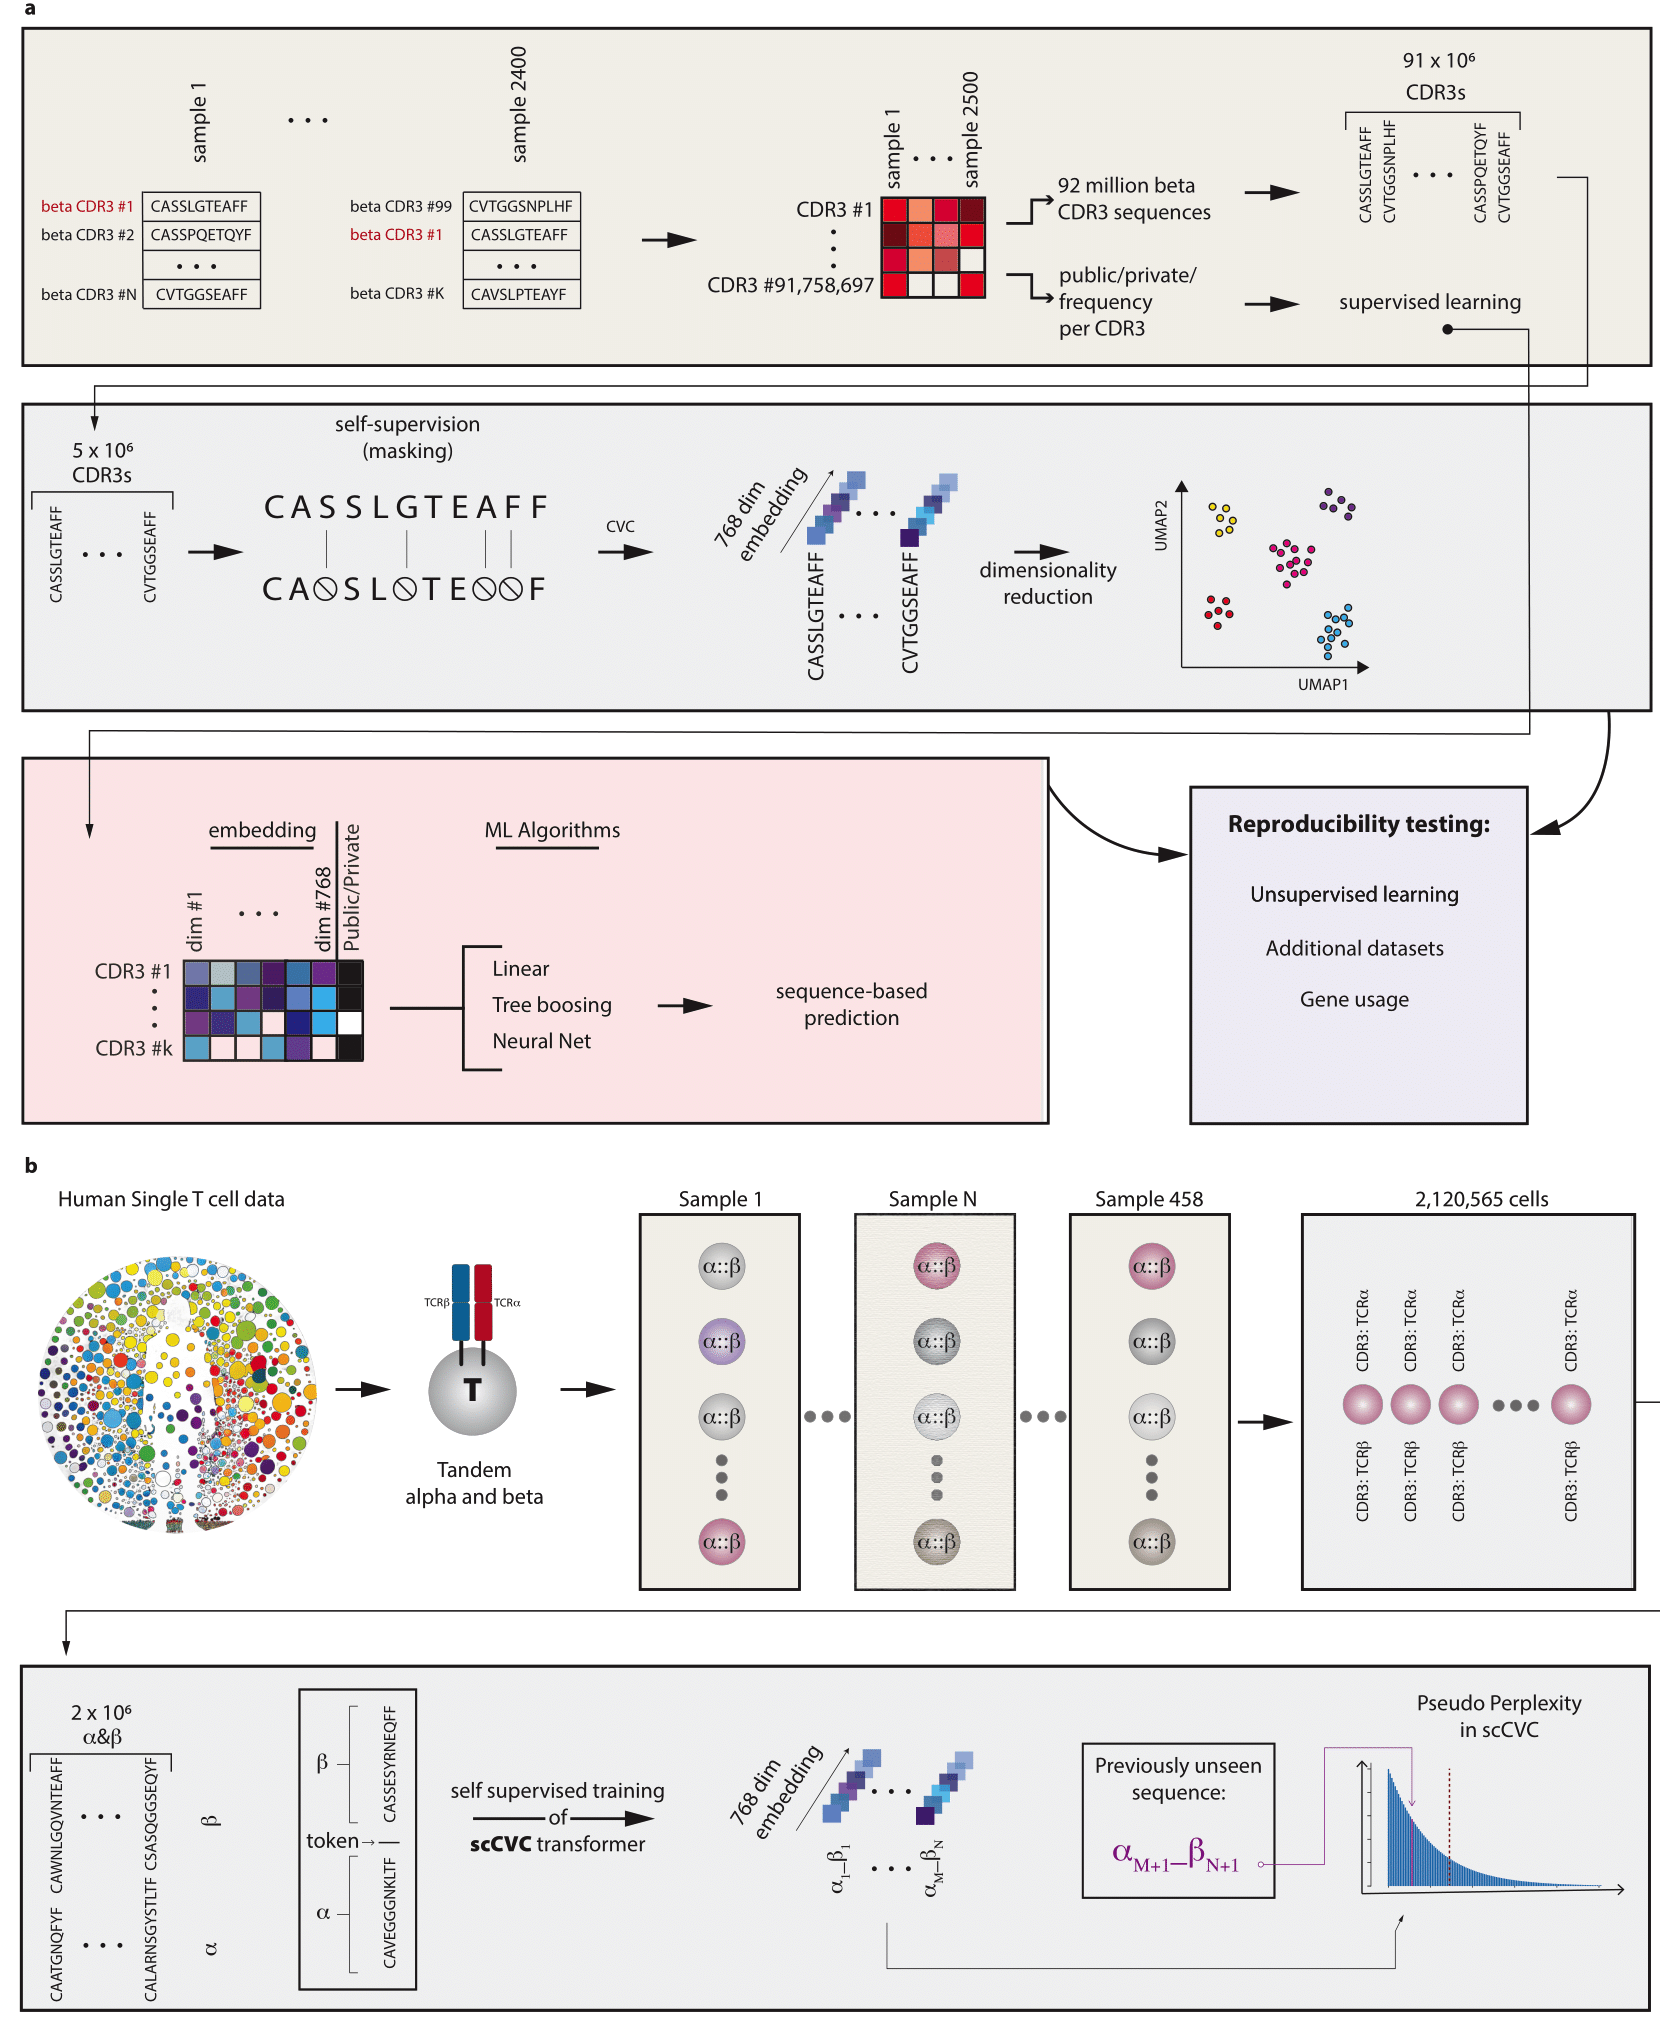 a
sample 1
. . .
sample 2400
beta CDR3 #1 CASSLGTEAFF
beta CDR3 #2 CASSPQETQYF
. . .
beta CDR3 #N CVTGGSEAFF
beta CDR3 #99 CVTGGSNPLHF
beta CDR3 #1 CASSLGTEAFF
. . .
beta CDR3 #K CAVSLPTEAYF
sample 1
. . .
sample 2500
CDR3 #1
CDR3 #91,758,697
92 million beta
CDR3 sequences
public/private/
frequency
per CDR3
91 x 10⁶
CDR3s
CASSLGTEAFF
CVTGGSNPLHF
. . .
CASSPQETQYF
CVTGGSEAFF
supervised learning
5 x 10⁶
CDR3s
CASSLGTEAFF
. . .
CVTGGSEAFF
self-supervision
(masking)
CASSLGTEAFF
CA⦸SL⦸TE⦸⦸F
CVC
768 dim
embedding
. . .
CASSLGTEAFF
. . .
CVTGGSEAFF
dimensionality
reduction
UMAP2
UMAP1
embedding
dim #1
. . .
dim #768
Public/Private
CDR3 #1
CDR3 #k
ML Algorithms
Linear
Tree boosing
Neural Net
sequence-based
prediction
Reproducibility testing:
Unsupervised learning
Additional datasets
Gene usage
b
Human Single T cell data
TCRβ
TCRα
T
Tandem
alpha and beta
Sample 1
α::β
α::β
α::β
α::β
Sample N
α::β
α::β
α::β
α::β
Sample 458
α::β
α::β
α::β
α::β
2,120,565 cells
CDR3: TCRα
CDR3: TCRα
CDR3: TCRα
CDR3: TCRα
CDR3: TCRβ
CDR3: TCRβ
CDR3: TCRβ
CDR3: TCRβ
2 x 10⁶
α&β
CAATGNQFYF CAWNLGQVNTEAFF
. . .
. . .
CALARNSGYSTLTF CSASQGGSEQYF
β
α
β
CASSESYRNEQFF
token→ |
α
CAVEGGGNKLTF
self supervised training
of
scCVC transformer
768 dim
embedding
. . .
α₁_β₁
. . .
α_M_β_N
Previously unseen
sequence:
α_M+1_β_N+1
Pseudo Perplexity
in scCVC